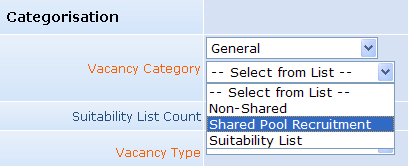 Categorisation
General
Vacancy Category
-- Select from List --
-- Select from List --
Non-Shared
Suitability List Count
Shared Pool Recruitment
Suitability List
Vacancy Type